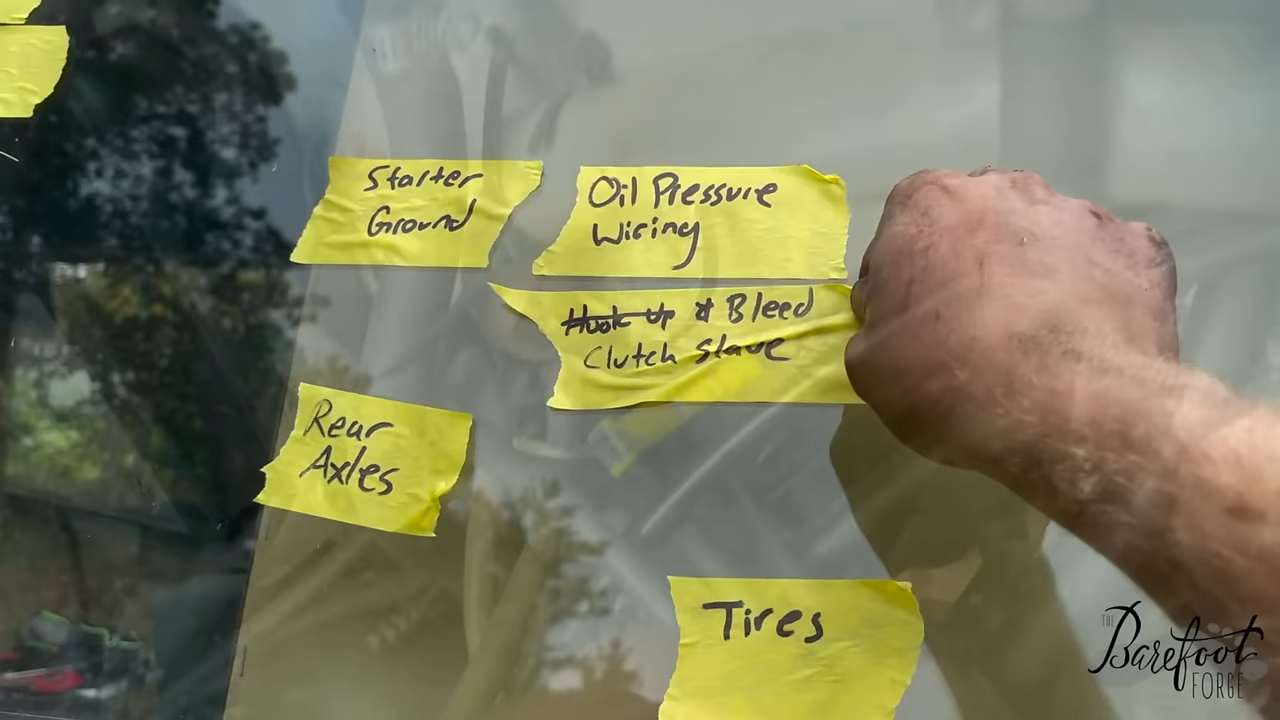 Starter
Ground
Oil Pressure
Wiring
Hook Up & Bleed
Clutch Slave
Rear
Axles
Tires
THE
Barefoot
FORGE